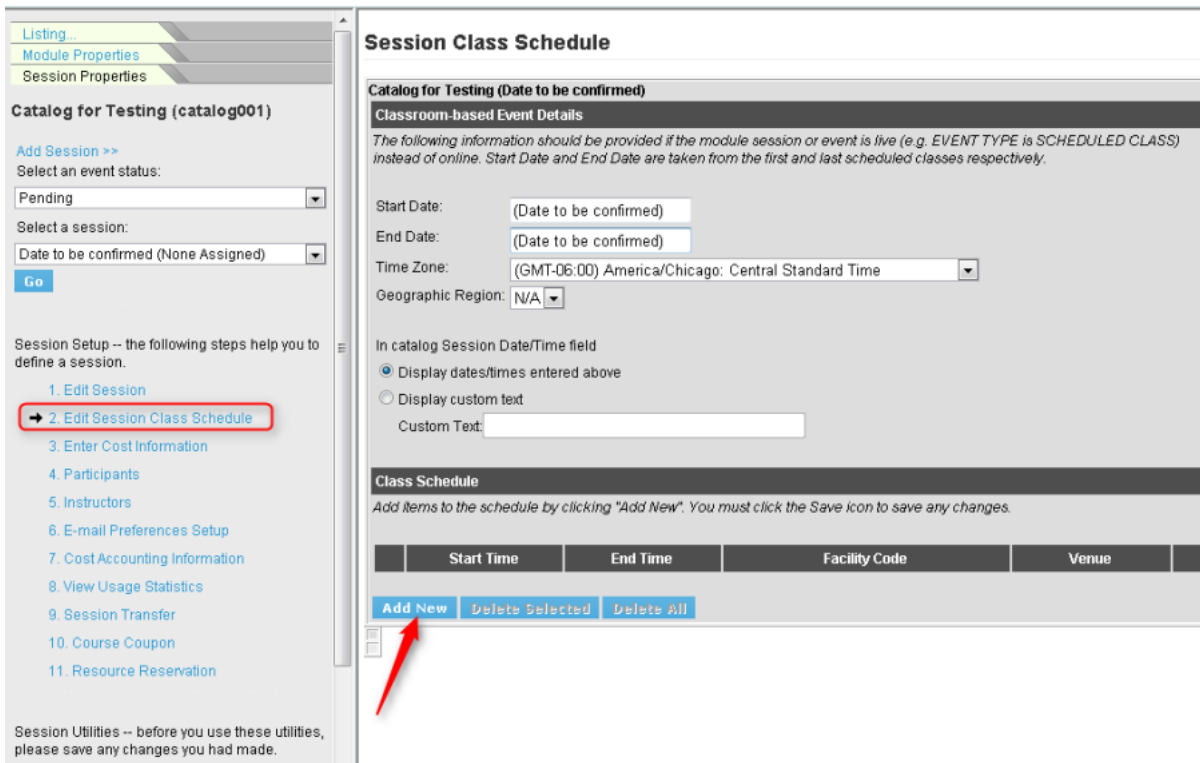 Listing...
Module Properties
Session Properties
Catalog for Testing (catalog001)
Add Session >>
Select an event status:
Pending
Select a session:
Date to be confirmed (None Assigned)
Go
Session Setup -- the following steps help you to
define a session.
1. Edit Session
2. Edit Session Class Schedule
3. Enter Cost Information
4. Participants
5. Instructors
6. E-mail Preferences Setup
7. Cost Accounting Information
8. View Usage Statistics
9. Session Transfer
10. Course Coupon
11. Resource Reservation
Session Utilities -- before you use these utilities,
please save any changes you had made.
Session Class Schedule
Catalog for Testing (Date to be confirmed)
Classroom-based Event Details
The following information should be provided if the module session or event is live (e.g. EVENT TYPE is SCHEDULED CLASS)
instead of online. Start Date and End Date are taken from the first and last scheduled classes respectively.
Start Date: (Date to be confirmed)
End Date: (Date to be confirmed)
Time Zone: (GMT-06:00) America/Chicago: Central Standard Time
Geographic Region: N/A
In catalog Session Date/Time field
Display dates/times entered above
Display custom text
Custom Text:
Class Schedule
Add items to the schedule by clicking "Add New". You must click the Save icon to save any changes.
Start Time End Time Facility Code Venue
Add New Delete Selected Delete All